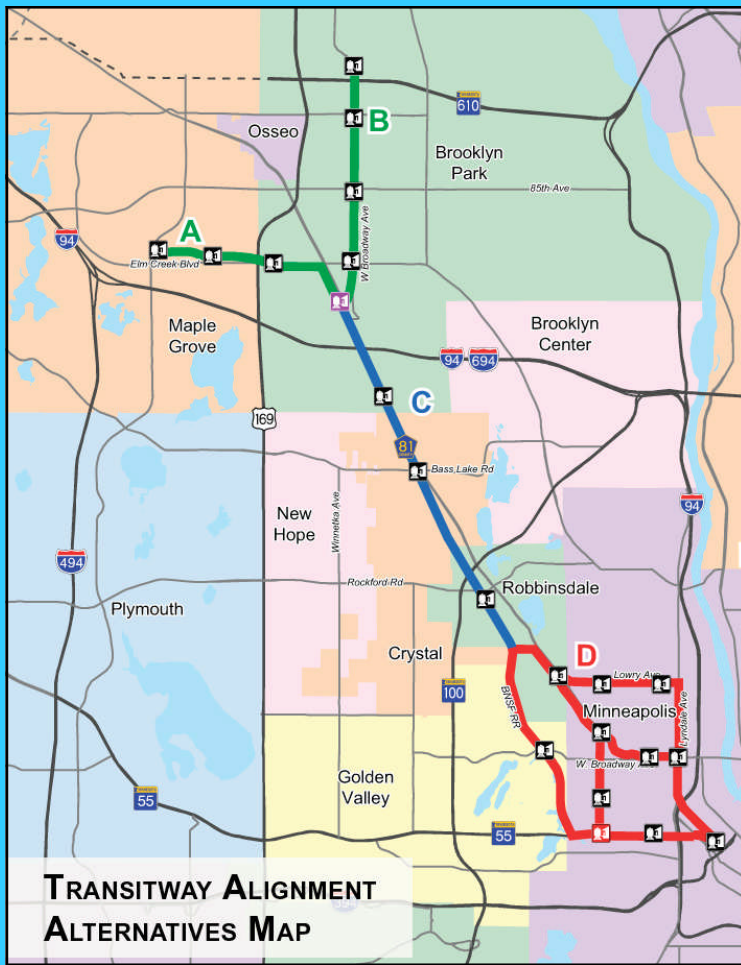 610
B
Osseo
Brooklyn
Park
85th Ave
W Broadway Ave
94
A
Elm Creek Blvd
Maple
Grove
Brooklyn
Center
94
694
C
169
81
Bass Lake Rd
New
Hope
Winnetka Ave
94
494
Rockford Rd
Robbinsdale
Plymouth
Crystal
D
Lowry Ave
100
BNSF RR
Minneapolis
Lyndale Ave
W. Broadway
Golden
Valley
55
55
TRANSITWAY ALIGNMENT
ALTERNATIVES MAP